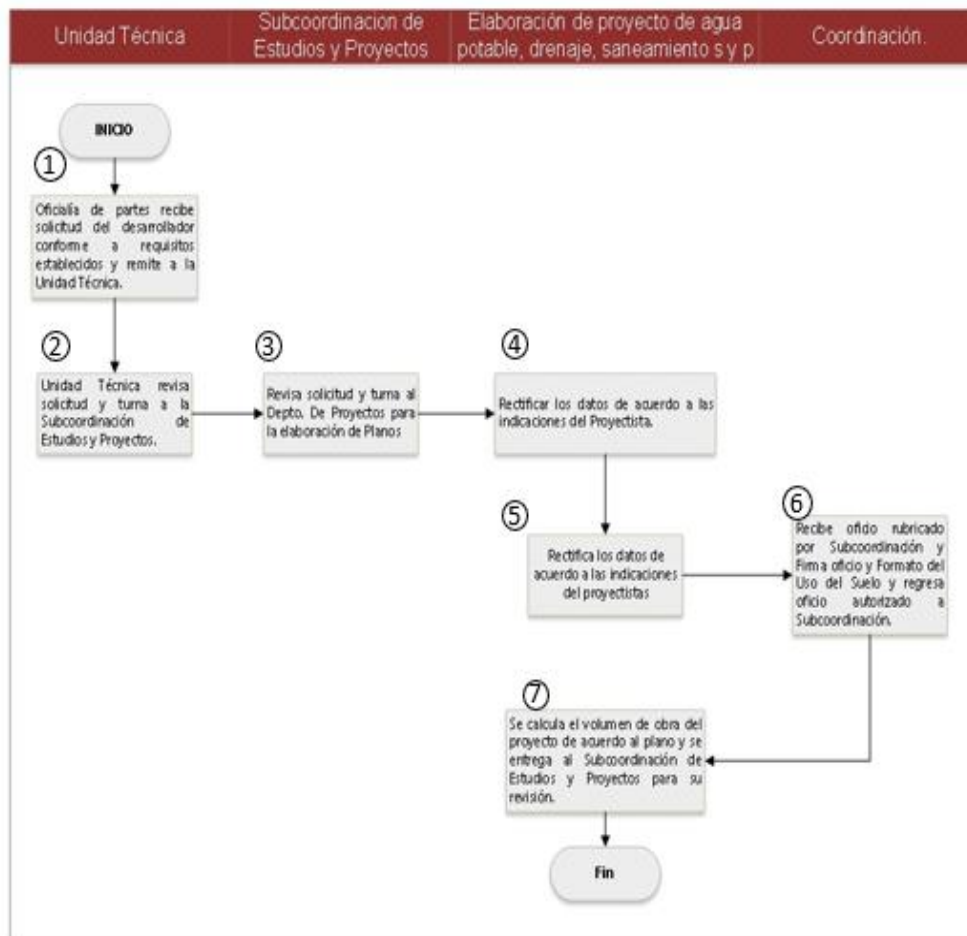 Unidad Técnica
Subcoordinacion de
Estudios y Proyectos
Elaboración de proyecto de agua
potable, drenaje, saneamiento s y p
Coordinación.
INICIO
1
Oficialía de partes recibe
solicitud del desarrollador
conforme a requisitos
establecidos y remite a la
Unidad Técnica.
2
Unidad Técnica revisa
solicitud y turna a la
Subcoordinación de
Estudios y Proyectos.
3
Revisa solicitud y turna al
Depto. De Proyectos para
la elaboración de Planos
4
Rectificar los datos de acuerdo a las
indicaciones del Proyectista.
5
Rectifica los datos de
acuerdo a las indicaciones
del proyectistas
6
Recibe oficio rubricado
por Subcoordinación y
Firma oficio y Formato del
Uso del Suelo y regresa
oficio autorizado a
Subcoordinación.
7
Se calcula el volumen de obra del
proyecto de acuerdo al plano y se
entrega al Subcoordinación de
Estudios y Proyectos para su
revisión.
Fin